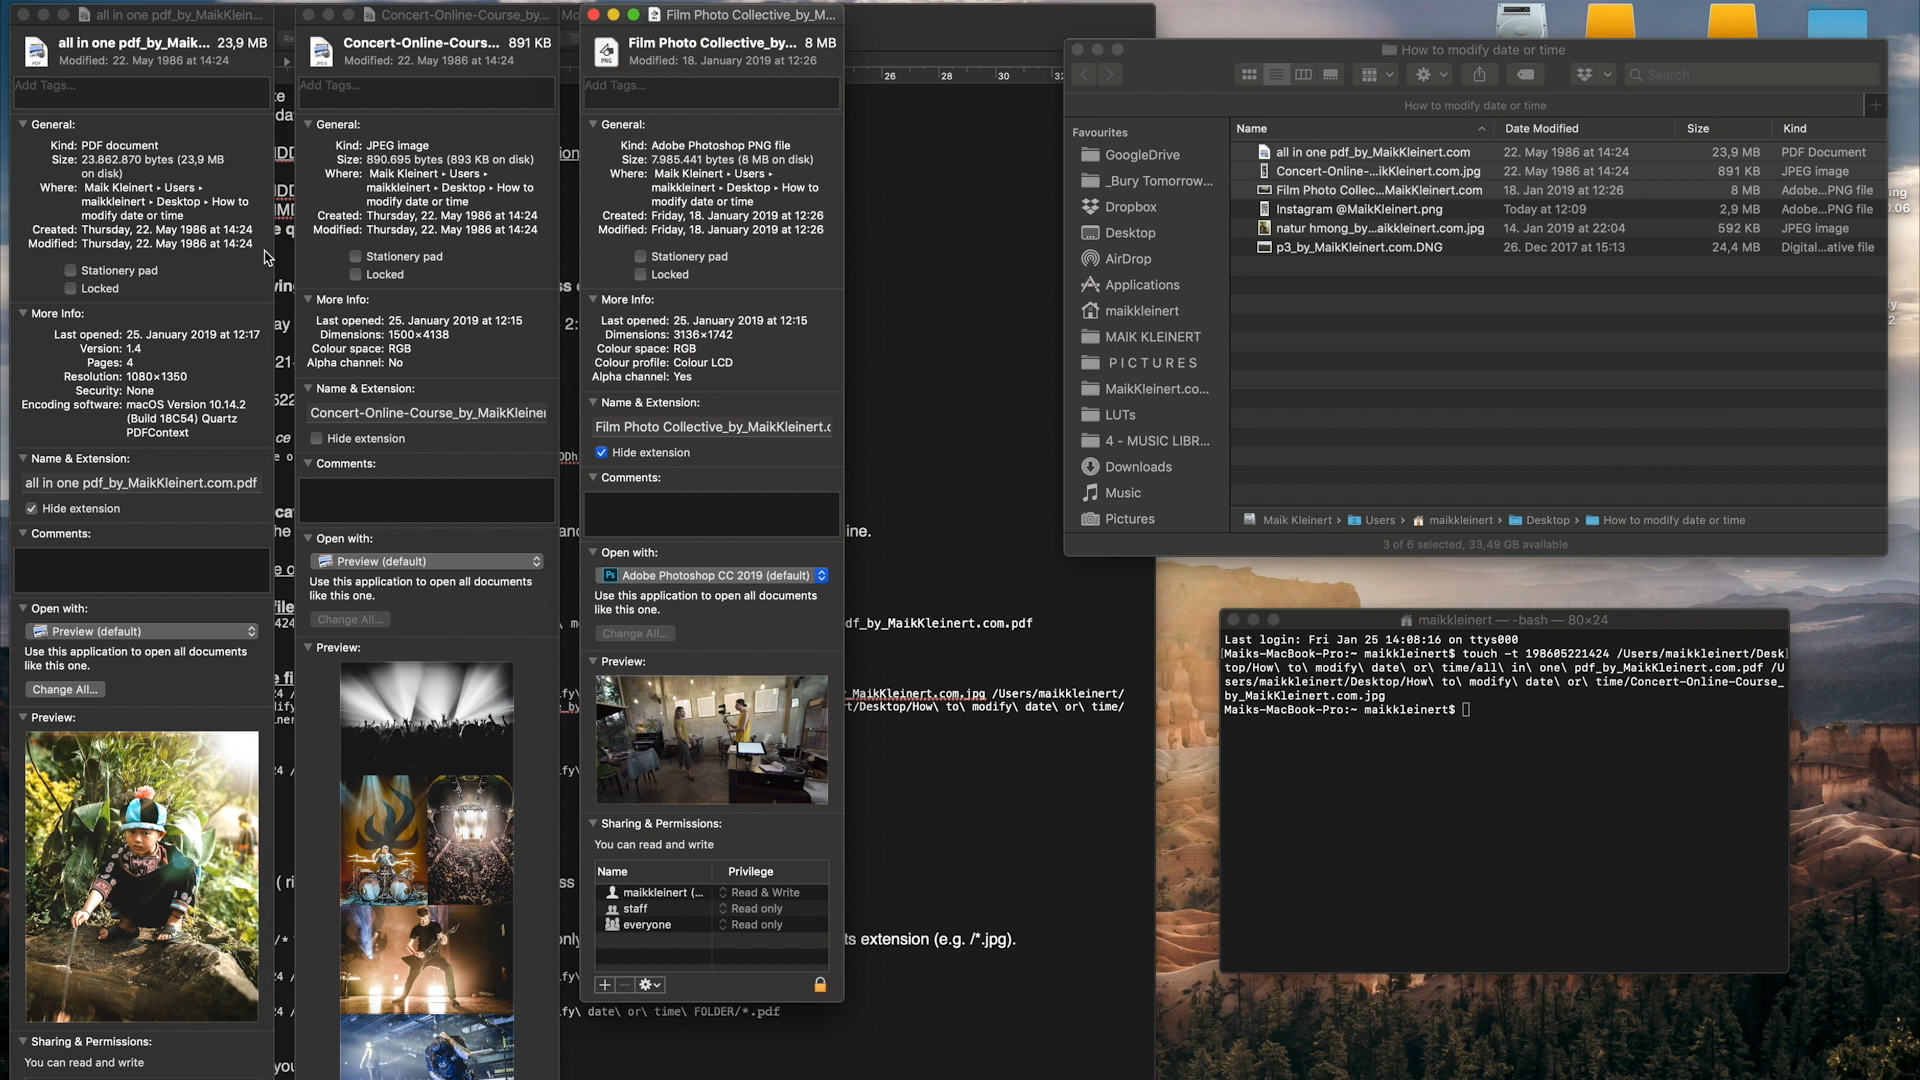 all in one pdf_by_MaikKlein...
all in one pdf_by_Maik... 23,9 MB
Modified: 22. May 1986 at 14:24
Add Tags...
General:
Kind: PDF document
Size: 23.862.870 bytes (23,9 MB
on disk)
Where: Maik Kleinert ▸ Users ▸
maikkleinert ▸ Desktop ▸ How to
modify date or time
Created: Thursday, 22. May 1986 at 14:24
Modified: Thursday, 22. May 1986 at 14:24
Stationery pad
Locked
More Info:
Last opened: 25. January 2019 at 12:17
Version: 1.4
Pages: 4
Resolution: 1080×1350
Security: None
Encoding software: macOS Version 10.14.2
(Build 18C54) Quartz
PDFContext
Name & Extension:
all in one pdf_by_MaikKleinert.com.pdf
Hide extension
Comments:
Open with:
Preview (default)
Use this application to open all documents
like this one.
Change All...
Preview:
Sharing & Permissions:
You can read and write
Concert-Online-Course_by...
Concert-Online-Cours... 891 KB
Modified: 22. May 1986 at 14:24
Add Tags...
General:
Kind: JPEG image
Size: 890.695 bytes (893 KB on disk)
Where: Maik Kleinert ▸ Users ▸
maikkleinert ▸ Desktop ▸ How to
modify date or time
Created: Thursday, 22. May 1986 at 14:24
Modified: Thursday, 22. May 1986 at 14:24
Stationery pad
Locked
More Info:
Last opened: 25. January 2019 at 12:15
Dimensions: 1500×4138
Colour space: RGB
Alpha channel: No
Name & Extension:
Concert-Online-Course_by_MaikKleiner
Hide extension
Comments:
Open with:
Preview (default)
Use this application to open all documents
like this one.
Change All...
Preview:
Film Photo Collective_by_M...
Film Photo Collective_by... 8 MB
Modified: 18. January 2019 at 12:26
Add Tags...
General:
Kind: Adobe Photoshop PNG file
Size: 7.985.441 bytes (8 MB on disk)
Where: Maik Kleinert ▸ Users ▸
maikkleinert ▸ Desktop ▸ How to
modify date or time
Created: Friday, 18. January 2019 at 12:26
Modified: Friday, 18. January 2019 at 12:26
Stationery pad
Locked
More Info:
Last opened: 25. January 2019 at 12:15
Dimensions: 3136×1742
Colour space: RGB
Colour profile: Colour LCD
Alpha channel: Yes
Name & Extension:
Film Photo Collective_by_MaikKleinert.c
Hide extension
Comments:
Open with:
Adobe Photoshop CC 2019 (default)
Use this application to open all documents
like this one.
Change All...
Preview:
Sharing & Permissions:
You can read and write
Name Privilege
maikkleinert (... Read & Write
staff Read only
everyone Read only
26 28 30
ine.
df_by_MaikKleinert.com.pdf
_MaikKleinert.com.jpg /Users/maikkleinert/
t/Desktop/How\ to\ modify\ date\ or\ time/
ts extension (e.g. /*.jpg).
ify\ date\ or\ time\ FOLDER/*.pdf
How to modify date or time
Search
How to modify date or time
Favourites
GoogleDrive
_Bury Tomorrow...
Dropbox
Desktop
AirDrop
Applications
maikkleinert
MAIK KLEINERT
P I C T U R E S
MaikKleinert.co...
LUTs
4 - MUSIC LIBR...
Downloads
Music
Pictures
Name Date Modified Size Kind
all in one pdf_by_MaikKleinert.com 22. May 1986 at 14:24 23,9 MB PDF Document
Concert-Online-...ikKleinert.com.jpg 22. May 1986 at 14:24 891 KB JPEG image
Film Photo Collec...MaikKleinert.com 18. Jan 2019 at 12:26 8 MB Adobe...PNG file
Instagram @MaikKleinert.png Today at 12:09 2,9 MB Adobe...PNG file
natur hmong_by...aikkleinert.com.jpg 14. Jan 2019 at 22:04 592 KB JPEG image
p3_by_MaikKleinert.com.DNG 26. Dec 2017 at 15:13 24,4 MB Digital...ative file
Maik Kleinert › Users › maikkleinert › Desktop › How to modify date or time
3 of 6 selected, 33,49 GB available
maikkleinert — -bash — 80×24
Last login: Fri Jan 25 14:08:16 on ttys000
[Maiks-MacBook-Pro:~ maikkleinert$ touch -t 198605221424 /Users/maikkleinert/Desk]
top/How\ to\ modify\ date\ or\ time/all\ in\ one\ pdf_by_MaikKleinert.com.pdf /U
sers/maikkleinert/Desktop/How\ to\ modify\ date\ or\ time/Concert-Online-Course_
by_MaikKleinert.com.jpg
Maiks-MacBook-Pro:~ maikkleinert$